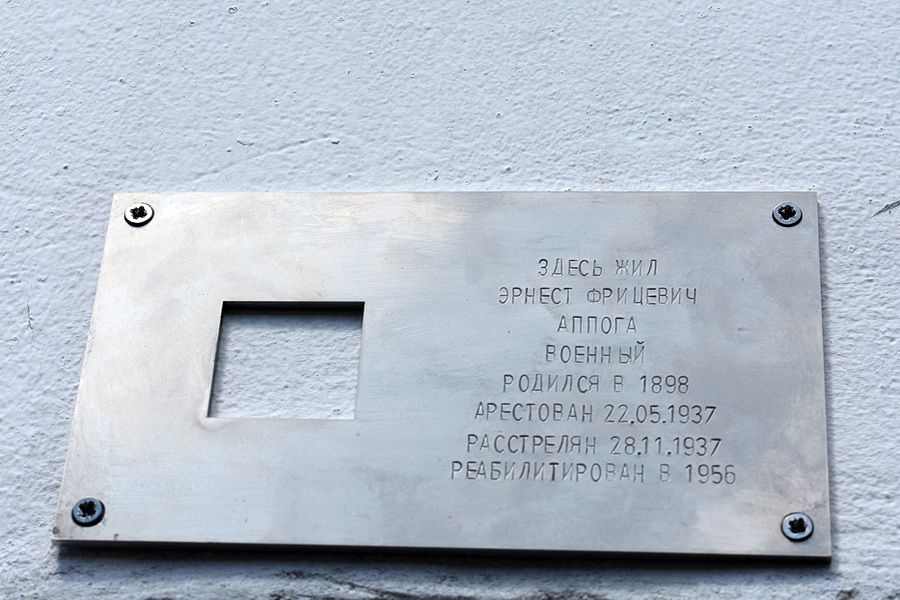 ЗДЕСЬ ЖИЛ
ЭРНЕСТ ФРИЦЕВИЧ
АППОГА
ВОЕННЫЙ
РОДИЛСЯ В 1898
АРЕСТОВАН 22.05.1937
РАССТРЕЛЯН 28.11.1937
РЕАБИЛИТИРОВАН В 1956